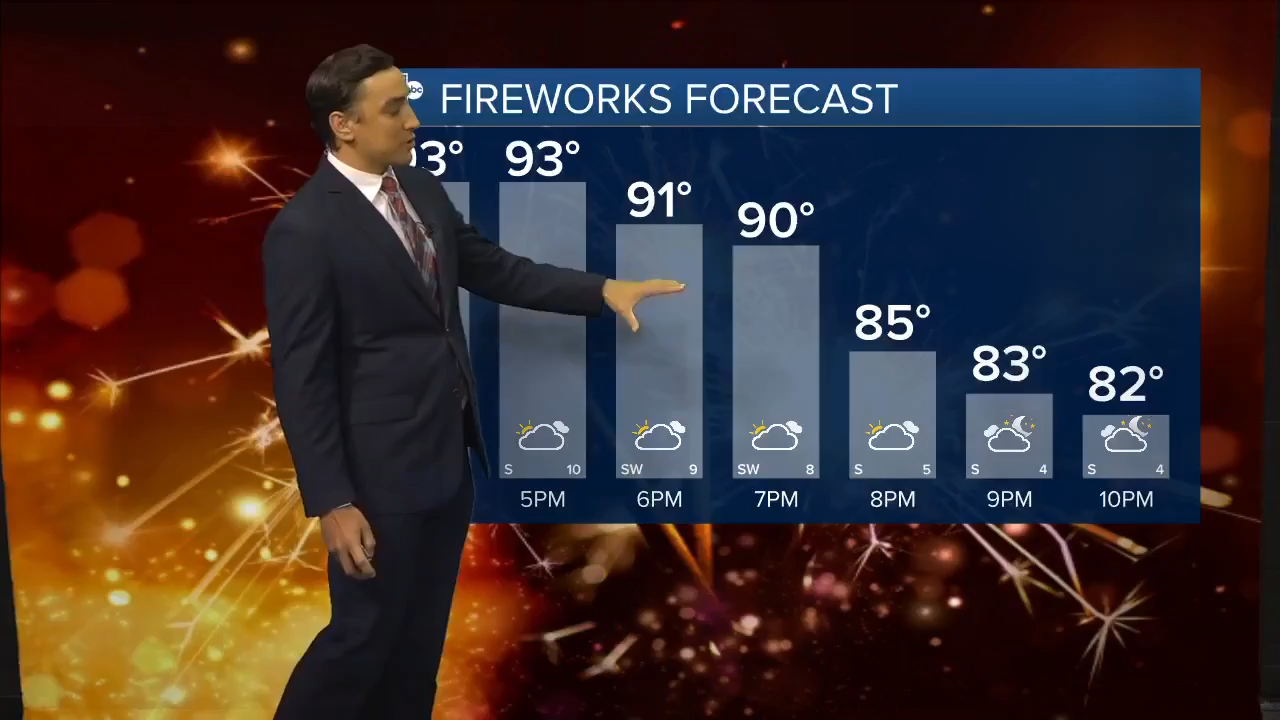 abc
FIREWORKS FORECAST
3° 93° 91° 90° 85° 83° 82°
S 10 SW 9 SW 8 S 5 S 4 S 4
5PM 6PM 7PM 8PM 9PM 10PM